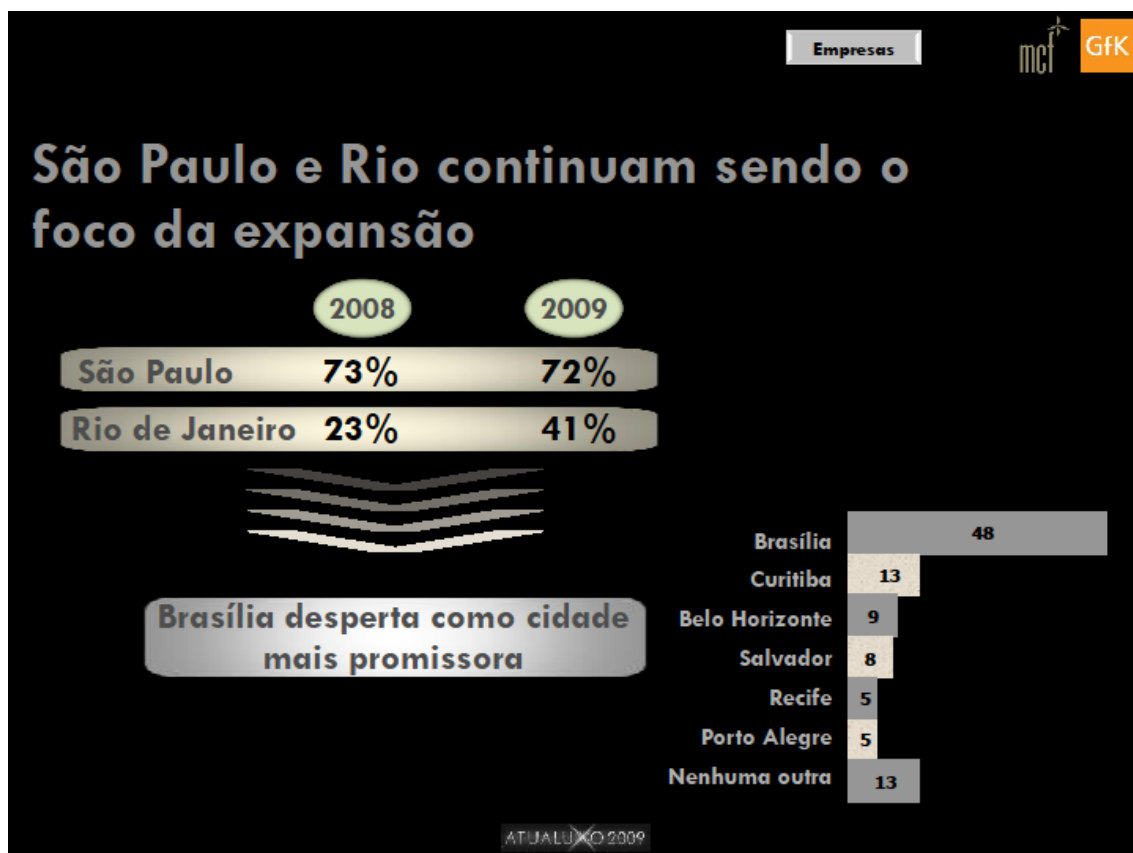 Empresas
mcf
GfK
São Paulo e Rio continuam sendo o
foco da expansão
2008 2009
São Paulo 73% 72%
Rio de Janeiro 23% 41%
Brasília desperta como cidade
mais promissora
Brasília 48
Curitiba 13
Belo Horizonte 9
Salvador 8
Recife 5
Porto Alegre 5
Nenhuma outra 13
ATUALUXO 2009